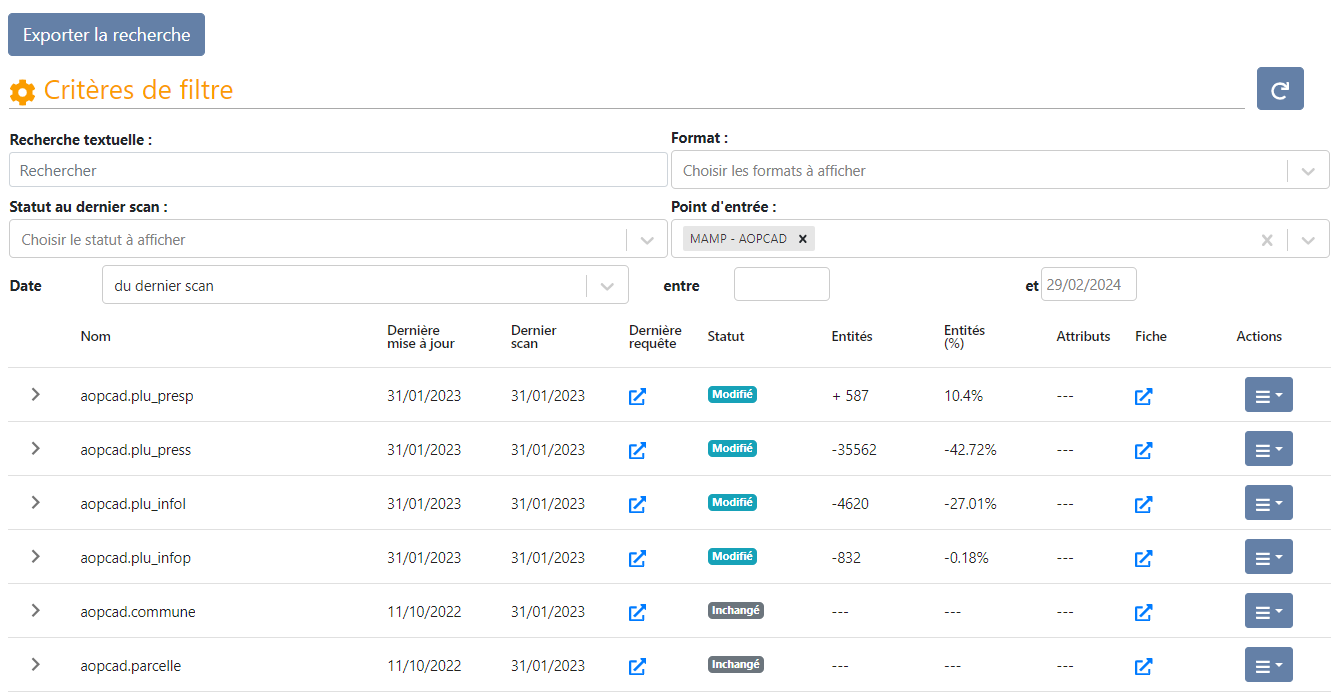 Exporter la recherche
Critères de filtre
Recherche textuelle :
Format :
Rechercher
Choisir les formats à afficher
Statut au dernier scan :
Point d'entrée :
Choisir le statut à afficher
MAMP - AOPCAD
Date
du dernier scan
entre
et
29/02/2024
Nom
Dernière mise à jour
Dernier scan
Dernière requête
Statut
Entités
Entités (%)
Attributs
Fiche
Actions
aopcad.plu_presp 31/01/2023 31/01/2023 Modifié + 587 10.4% ---
aopcad.plu_press 31/01/2023 31/01/2023 Modifié -35562 -42.72% ---
aopcad.plu_infol 31/01/2023 31/01/2023 Modifié -4620 -27.01% ---
aopcad.plu_infop 31/01/2023 31/01/2023 Modifié -832 -0.18% ---
aopcad.commune 11/10/2022 31/01/2023 Inchangé --- --- ---
aopcad.parcelle 11/10/2022 31/01/2023 Inchangé --- --- ---